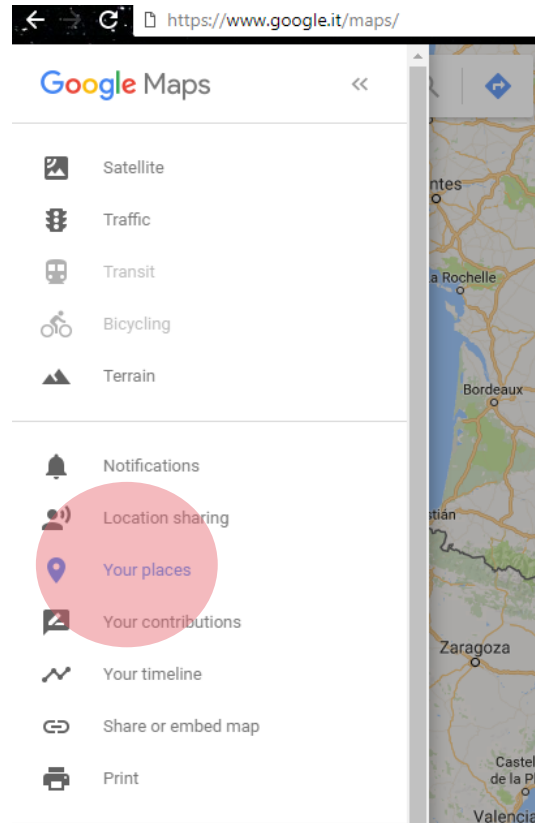 https://www.google.it/maps/
Google Maps
Satellite
Traffic
Transit
Bicycling
Terrain
Notifications
Location sharing
Your places
Your contributions
Your timeline
Share or embed map
Print
ntes
a Rochelle
Bordeaux
stián
Zaragoza
Castel
de la Pl
Valencia